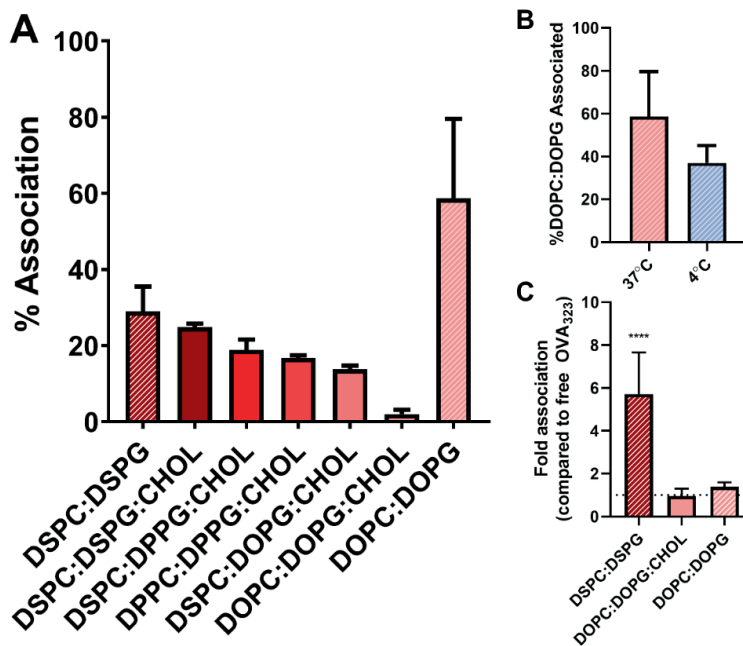 A
% Association
100
80
60
40
20
0
DSPC:DSPG
DSPC:DSPG:CHOL
DSPC:DPPG:CHOL
DPPC:DPPG:CHOL
DSPC:DOPG:CHOL
DOPC:DOPG:CHOL
DOPC:DOPG
B
%DOPC:DOPG Associated
100
80
60
40
20
0
37°C
4°C
C
Fold association
(compared to free OVA₃₂₃)
10
8
6
4
2
0
****
DSPC:DSPG
DOPC:DOPG:CHOL
DOPC:DOPG